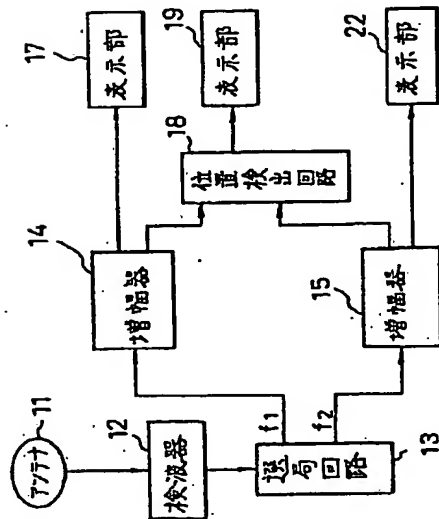 11
アンテナ
12
検波器
13
選局回路
f1
f2
14
増幅器
15
増幅器
17
表示部
18
位置検出回路
19
表示部
22
表示部